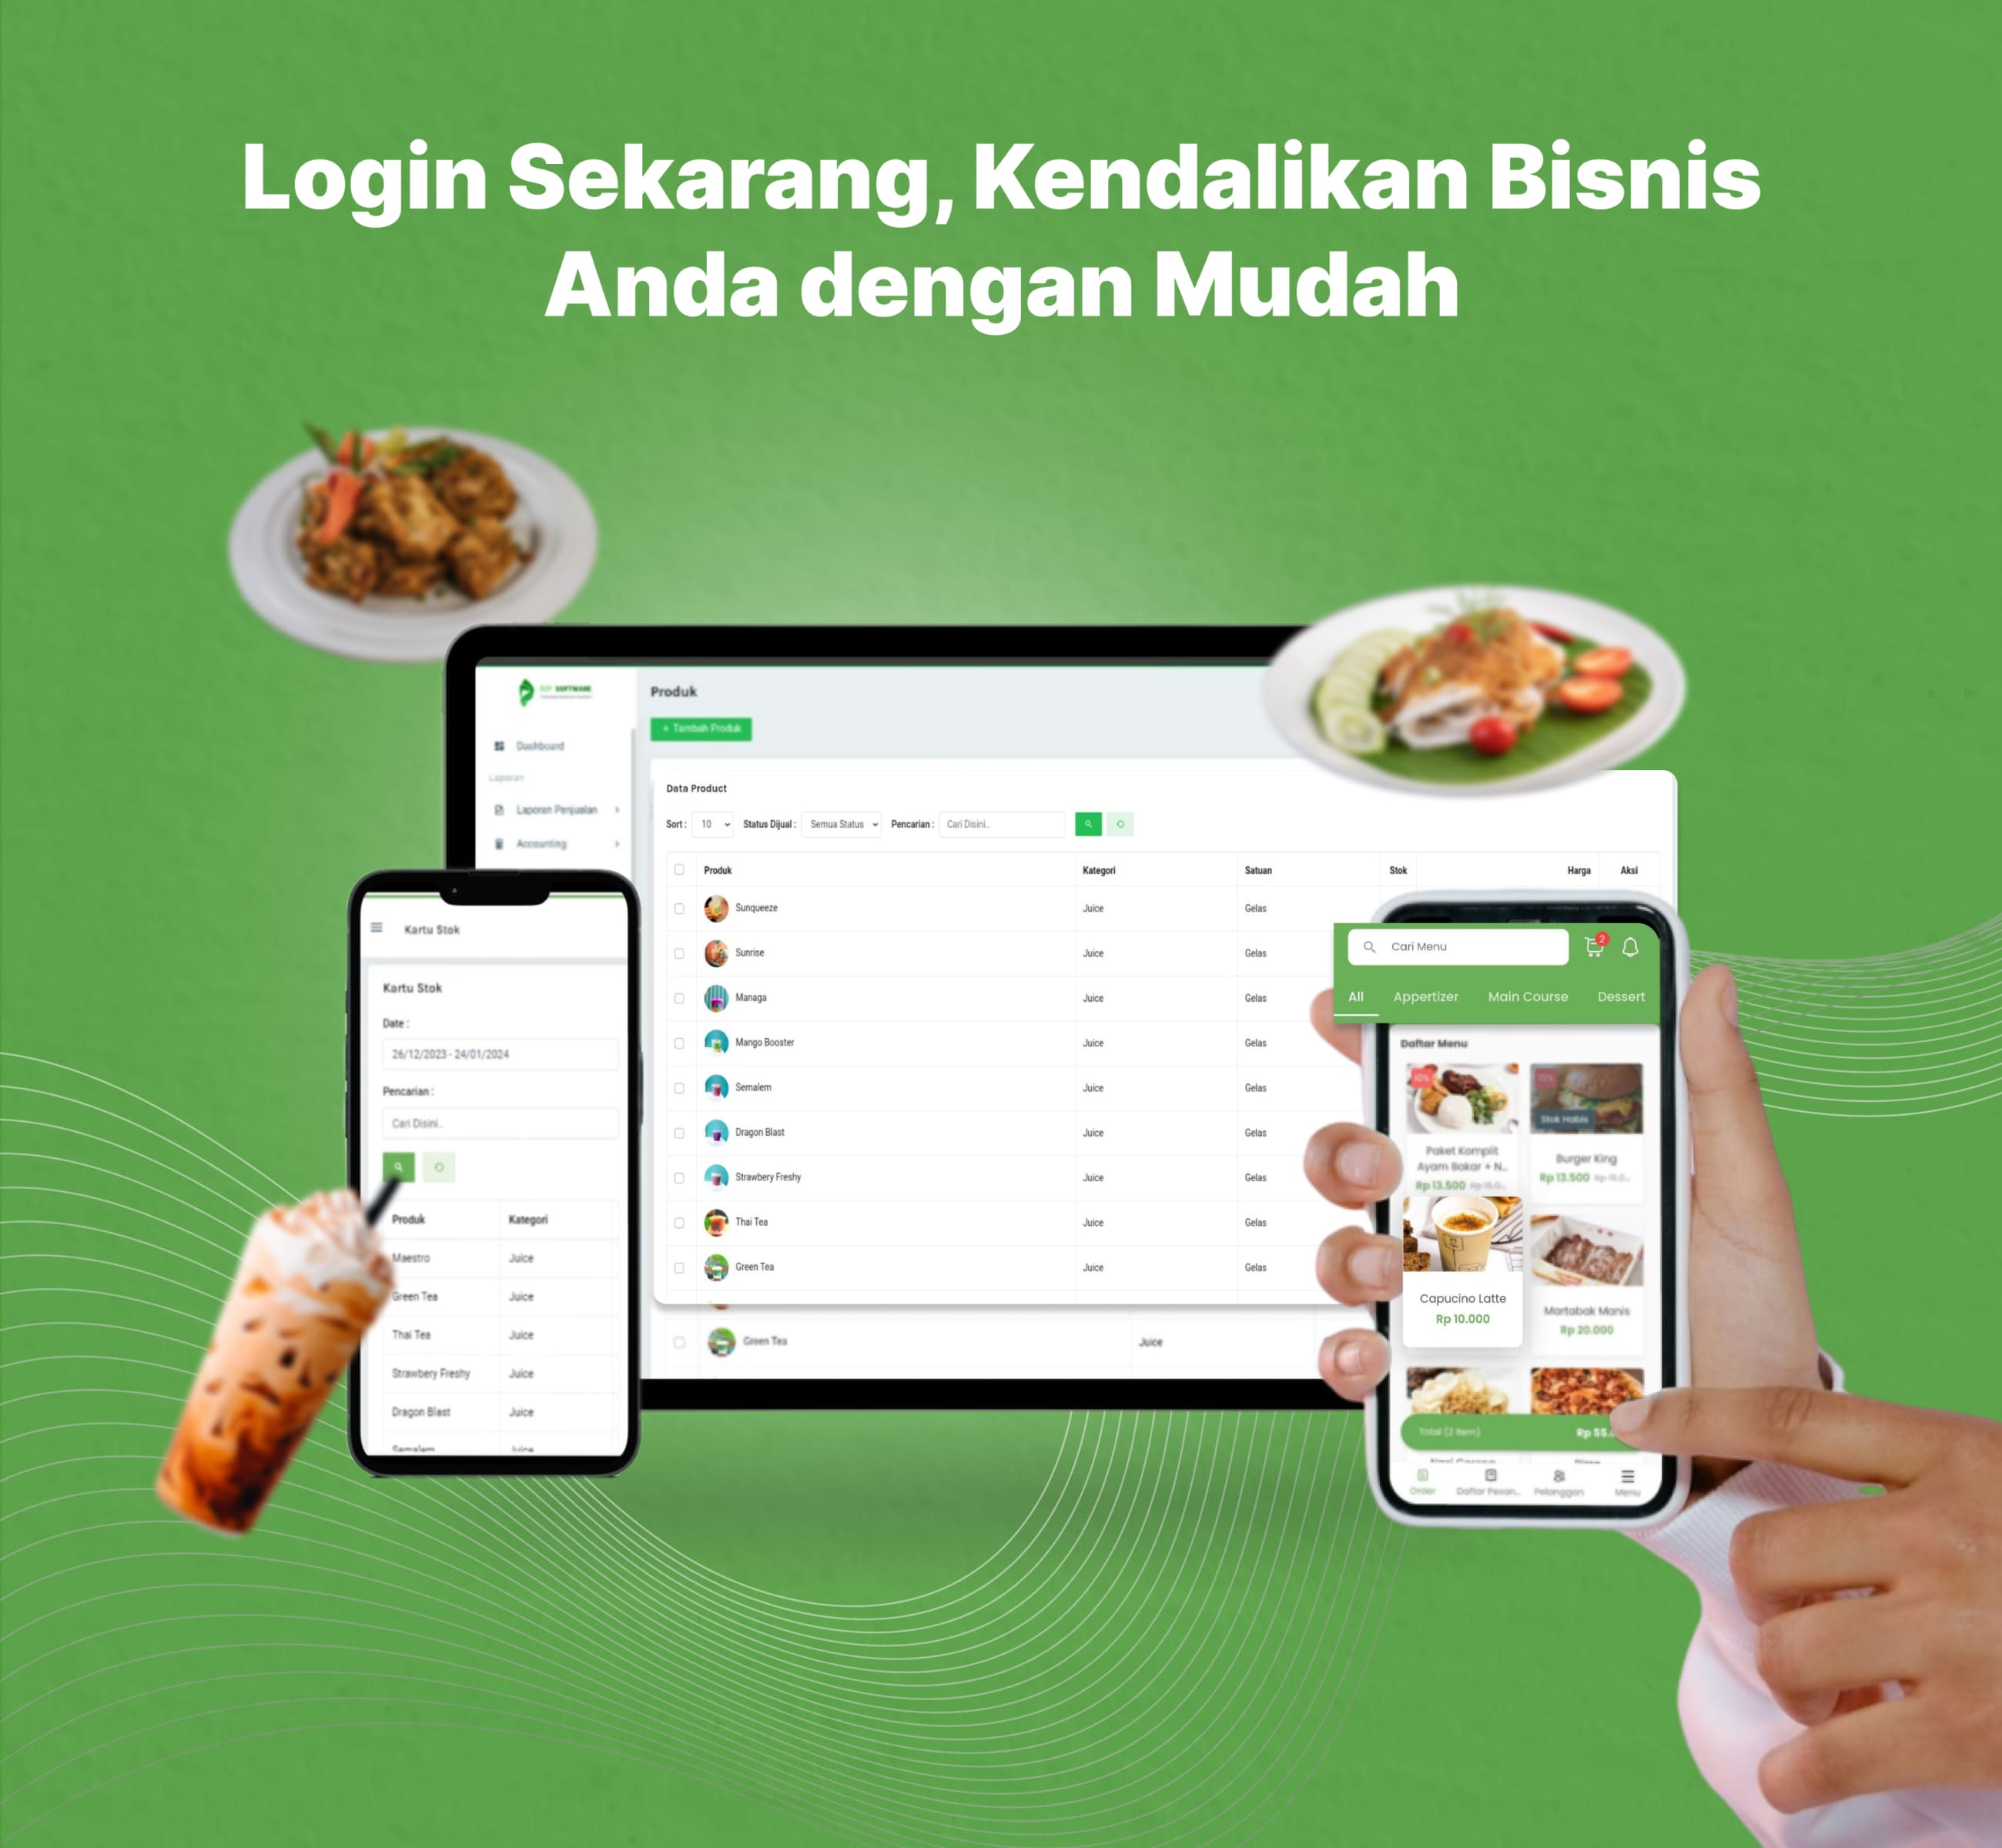 Login Sekarang, Kendalikan Bisnis
Anda dengan Mudah
SOFTWARE
Dashboard
Laporan
Laporan Penjualan
Accounting
Produk
+ Tambah Produk
Data Product
Sort : 10 Status Dijual : Semua Status Pencarian : Cari Disini..
Produk Kategori Satuan Stok Harga Aksi
Sunqueeze Juice Gelas
Sunrise Juice Gelas
Managa Juice Gelas
Mango Booster Juice Gelas
Semalem Juice Gelas
Dragon Blast Juice Gelas
Strawbery Freshy Juice Gelas
Thai Tea Juice Gelas
Green Tea Juice Gelas
Green Tea Juice
Kartu Stok
Kartu Stok
Date :
26/12/2023 - 24/01/2024
Pencarian :
Cari Disini..
Produk Kategori
Maestro Juice
Green Tea Juice
Thai Tea Juice
Strawbery Freshy Juice
Dragon Blast Juice
Semalem Juice
Cari Menu 2
All Appertizer Main Course Dessert
Daftar Menu
10% 10%
Stok Habis
Paket Komplit
Ayam Bakar + N...
Rp 13.500
Burger King
Rp 13.500
Capucino Latte
Rp 10.000
Martabak Manis
Rp 20.000
Total (2 Item) Rp 55.
Order Daftar Pesan... Pelanggan Menu